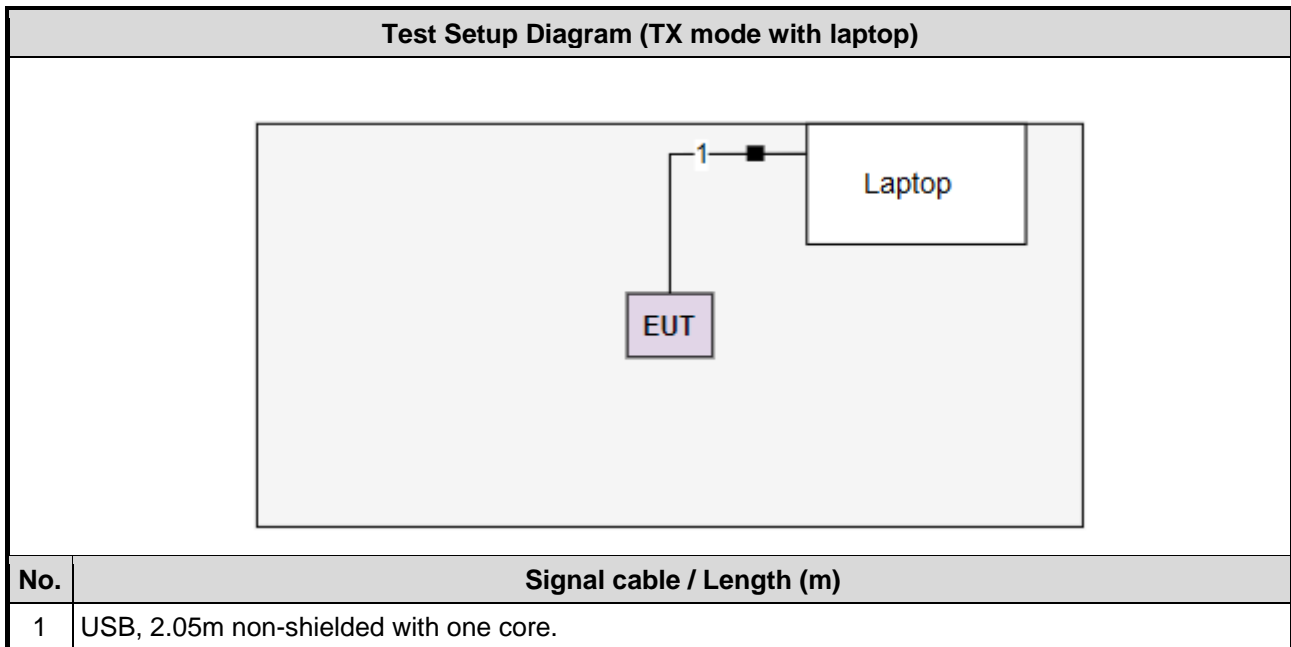 Test Setup Diagram (TX mode with laptop)
1
Laptop
EUT
No. Signal cable / Length (m)
1 USB, 2.05m non-shielded with one core.